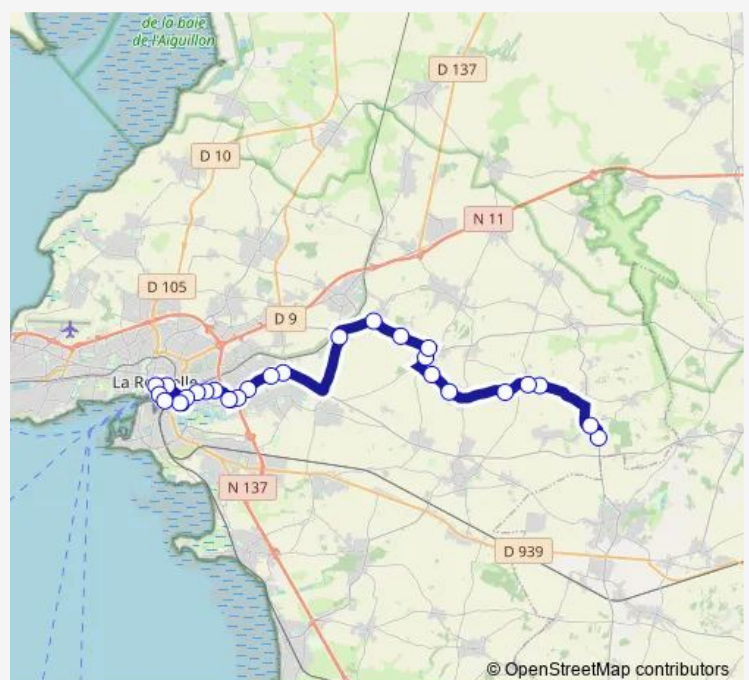 de la baie
de l'Aiguillon
D 137
D 10
N 11
D 105
D 9
N 137
D 939
© OpenStreetMap contributors